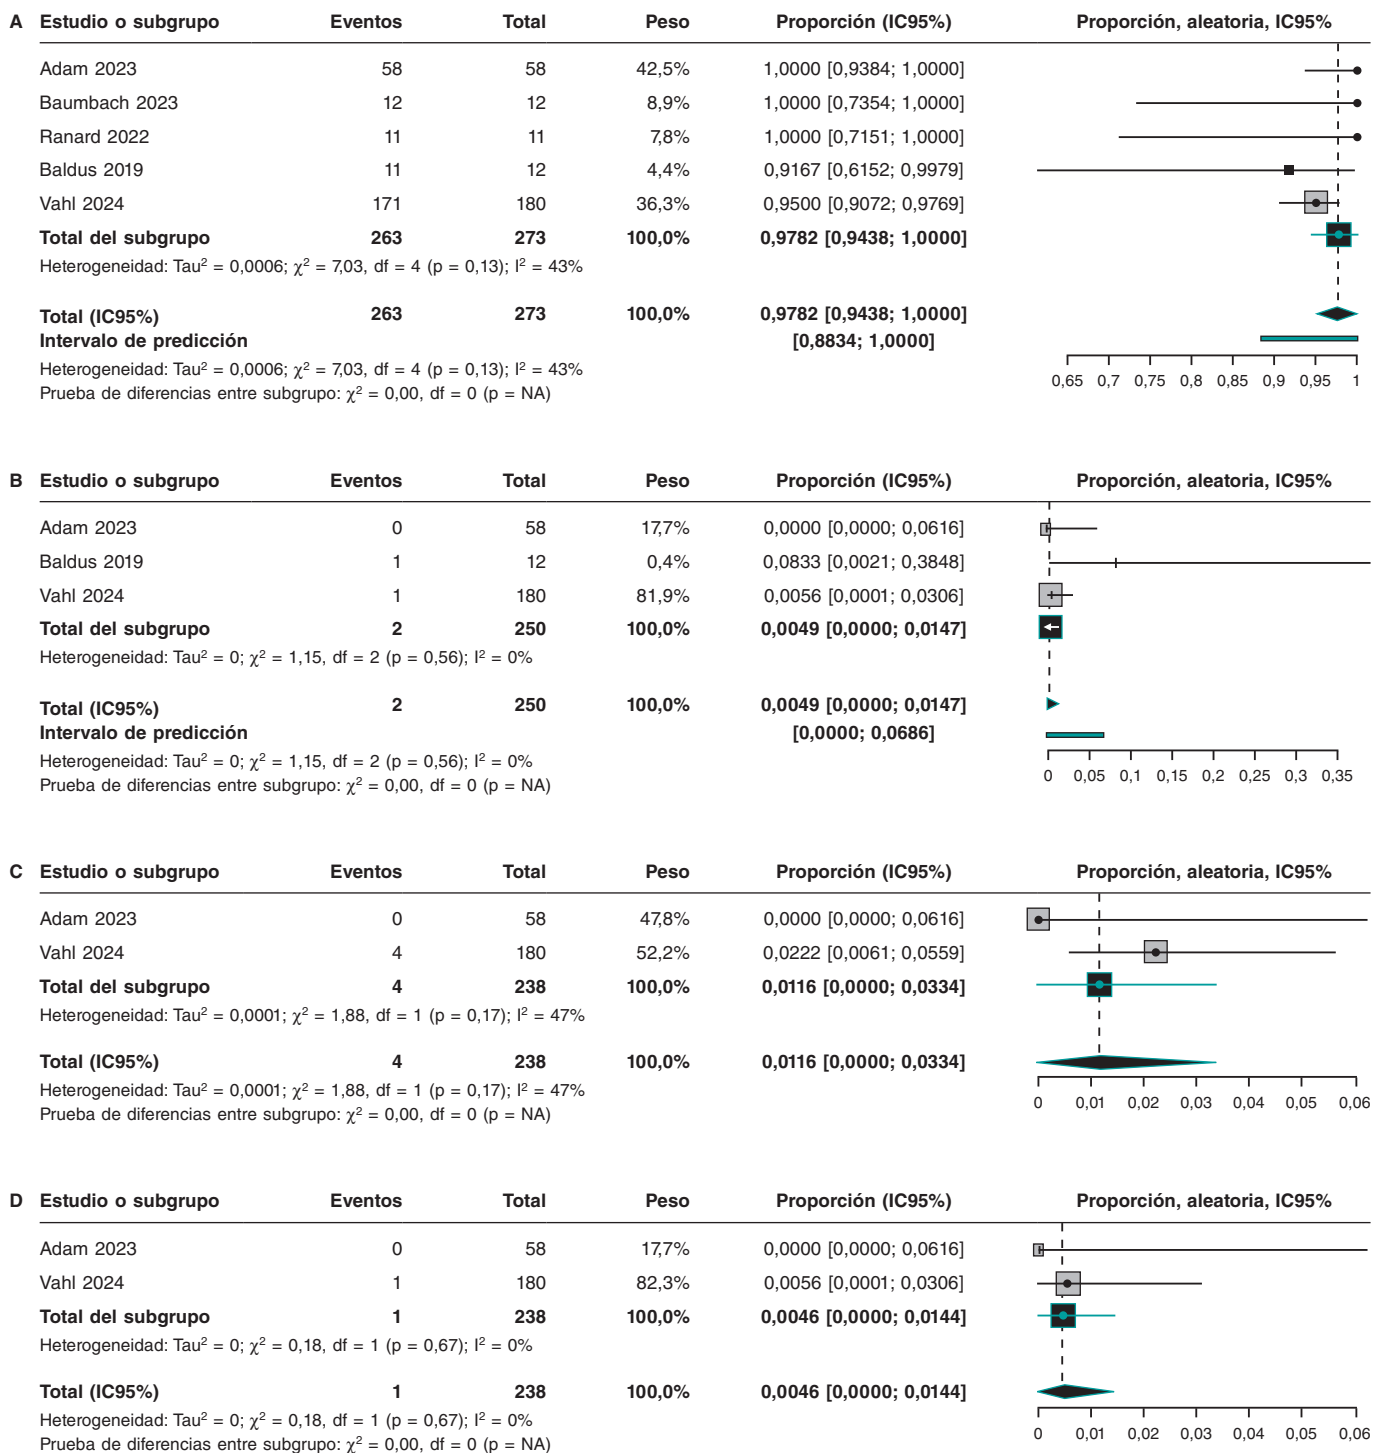 A Estudio o subgrupo Eventos Total Peso Proporción (IC95%) Proporción, aleatoria, IC95%
Adam 2023 58 58 42,5% 1,0000 [0,9384; 1,0000]
Baumbach 2023 12 12 8,9% 1,0000 [0,7354; 1,0000]
Ranard 2022 11 11 7,8% 1,0000 [0,7151; 1,0000]
Baldus 2019 11 12 4,4% 0,9167 [0,6152; 0,9979]
Vahl 2024 171 180 36,3% 0,9500 [0,9072; 0,9769]
Total del subgrupo 263 273 100,0% 0,9782 [0,9438; 1,0000]
Heterogeneidad: Tau² = 0,0006; χ² = 7,03, df = 4 (p = 0,13); I² = 43%
Total (IC95%) 263 273 100,0% 0,9782 [0,9438; 1,0000]
Intervalo de predicción [0,8834; 1,0000]
Heterogeneidad: Tau² = 0,0006; χ² = 7,03, df = 4 (p = 0,13); I² = 43%
0,65 0,7 0,75 0,8 0,85 0,9 0,95 1
Prueba de diferencias entre subgrupo: χ² = 0,00, df = 0 (p = NA)
B Estudio o subgrupo Eventos Total Peso Proporción (IC95%) Proporción, aleatoria, IC95%
Adam 2023 0 58 17,7% 0,0000 [0,0000; 0,0616]
Baldus 2019 1 12 0,4% 0,0833 [0,0021; 0,3848]
Vahl 2024 1 180 81,9% 0,0056 [0,0001; 0,0306]
Total del subgrupo 2 250 100,0% 0,0049 [0,0000; 0,0147]
Heterogeneidad: Tau² = 0; χ² = 1,15, df = 2 (p = 0,56); I² = 0%
Total (IC95%) 2 250 100,0% 0,0049 [0,0000; 0,0147]
Intervalo de predicción [0,0000; 0,0686]
Heterogeneidad: Tau² = 0; χ² = 1,15, df = 2 (p = 0,56); I² = 0%
0 0,05 0,1 0,15 0,2 0,25 0,3 0,35
Prueba de diferencias entre subgrupo: χ² = 0,00, df = 0 (p = NA)
C Estudio o subgrupo Eventos Total Peso Proporción (IC95%) Proporción, aleatoria, IC95%
Adam 2023 0 58 47,8% 0,0000 [0,0000; 0,0616]
Vahl 2024 4 180 52,2% 0,0222 [0,0061; 0,0559]
Total del subgrupo 4 238 100,0% 0,0116 [0,0000; 0,0334]
Heterogeneidad: Tau² = 0,0001; χ² = 1,88, df = 1 (p = 0,17); I² = 47%
Total (IC95%) 4 238 100,0% 0,0116 [0,0000; 0,0334]
Heterogeneidad: Tau² = 0,0001; χ² = 1,88, df = 1 (p = 0,17); I² = 47%
0 0,01 0,02 0,03 0,04 0,05 0,06
Prueba de diferencias entre subgrupo: χ² = 0,00, df = 0 (p = NA)
D Estudio o subgrupo Eventos Total Peso Proporción (IC95%) Proporción, aleatoria, IC95%
Adam 2023 0 58 17,7% 0,0000 [0,0000; 0,0616]
Vahl 2024 1 180 82,3% 0,0056 [0,0001; 0,0306]
Total del subgrupo 1 238 100,0% 0,0046 [0,0000; 0,0144]
Heterogeneidad: Tau² = 0; χ² = 0,18, df = 1 (p = 0,67); I² = 0%
Total (IC95%) 1 238 100,0% 0,0046 [0,0000; 0,0144]
Heterogeneidad: Tau² = 0; χ² = 0,18, df = 1 (p = 0,67); I² = 0%
0 0,01 0,02 0,03 0,04 0,05 0,06
Prueba de diferencias entre subgrupo: χ² = 0,00, df = 0 (p = NA)